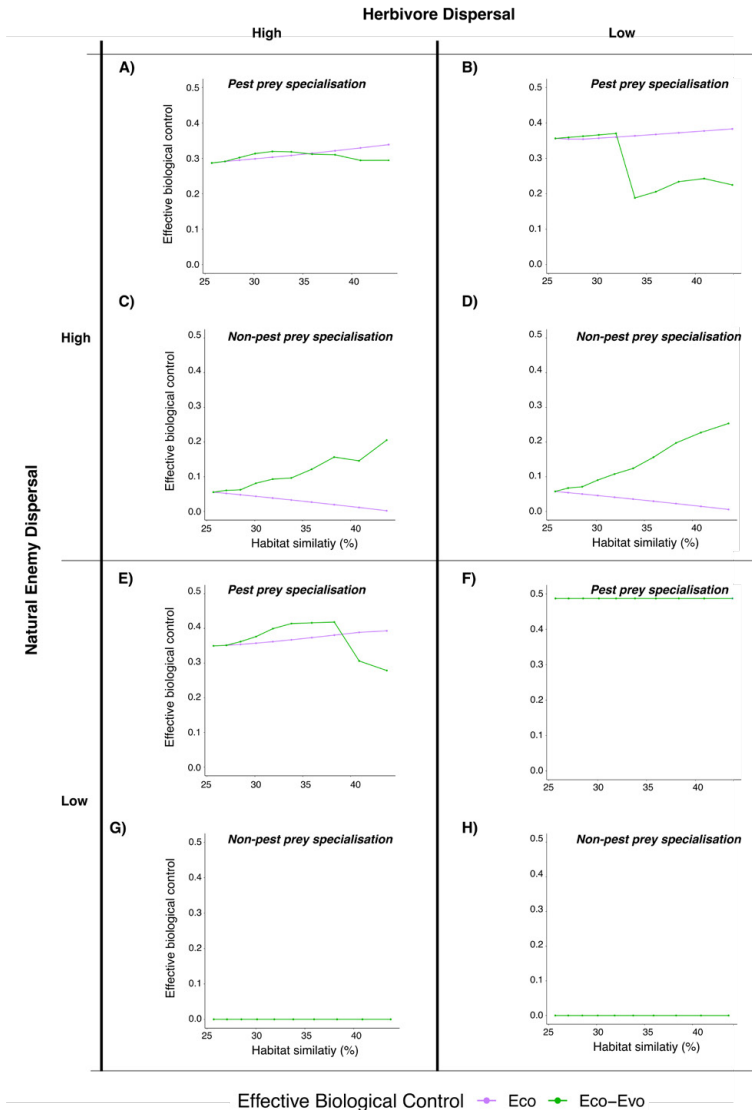 Herbivore Dispersal
High
Low
A)
Pest prey specialisation
Effective biological control
0.5
0.4
0.3
0.2
0.1
0.0
25
30
35
40
B)
Pest prey specialisation
0.5
0.4
0.3
0.2
0.1
0.0
25
30
35
40
Natural Enemy Dispersal
High
C)
Non-pest prey specialisation
Effective biological control
0.5
0.4
0.3
0.2
0.1
0.0
25
30
35
40
Habitat similatiy (%)
D)
Non-pest prey specialisation
0.5
0.4
0.3
0.2
0.1
0.0
25
30
35
40
Habitat similatiy (%)
Low
E)
Pest prey specialisation
Effective biological control
0.5
0.4
0.3
0.2
0.1
0.0
25
30
35
40
F)
Pest prey specialisation
0.5
0.4
0.3
0.2
0.1
0.0
25
30
35
40
G)
Non-pest prey specialisation
Effective biological control
0.5
0.4
0.3
0.2
0.1
0.0
25
30
35
40
Habitat similatiy (%)
H)
Non-pest prey specialisation
0.5
0.4
0.3
0.2
0.1
0.0
25
30
35
40
Habitat similatiy (%)
Effective Biological Control Eco Eco−Evo